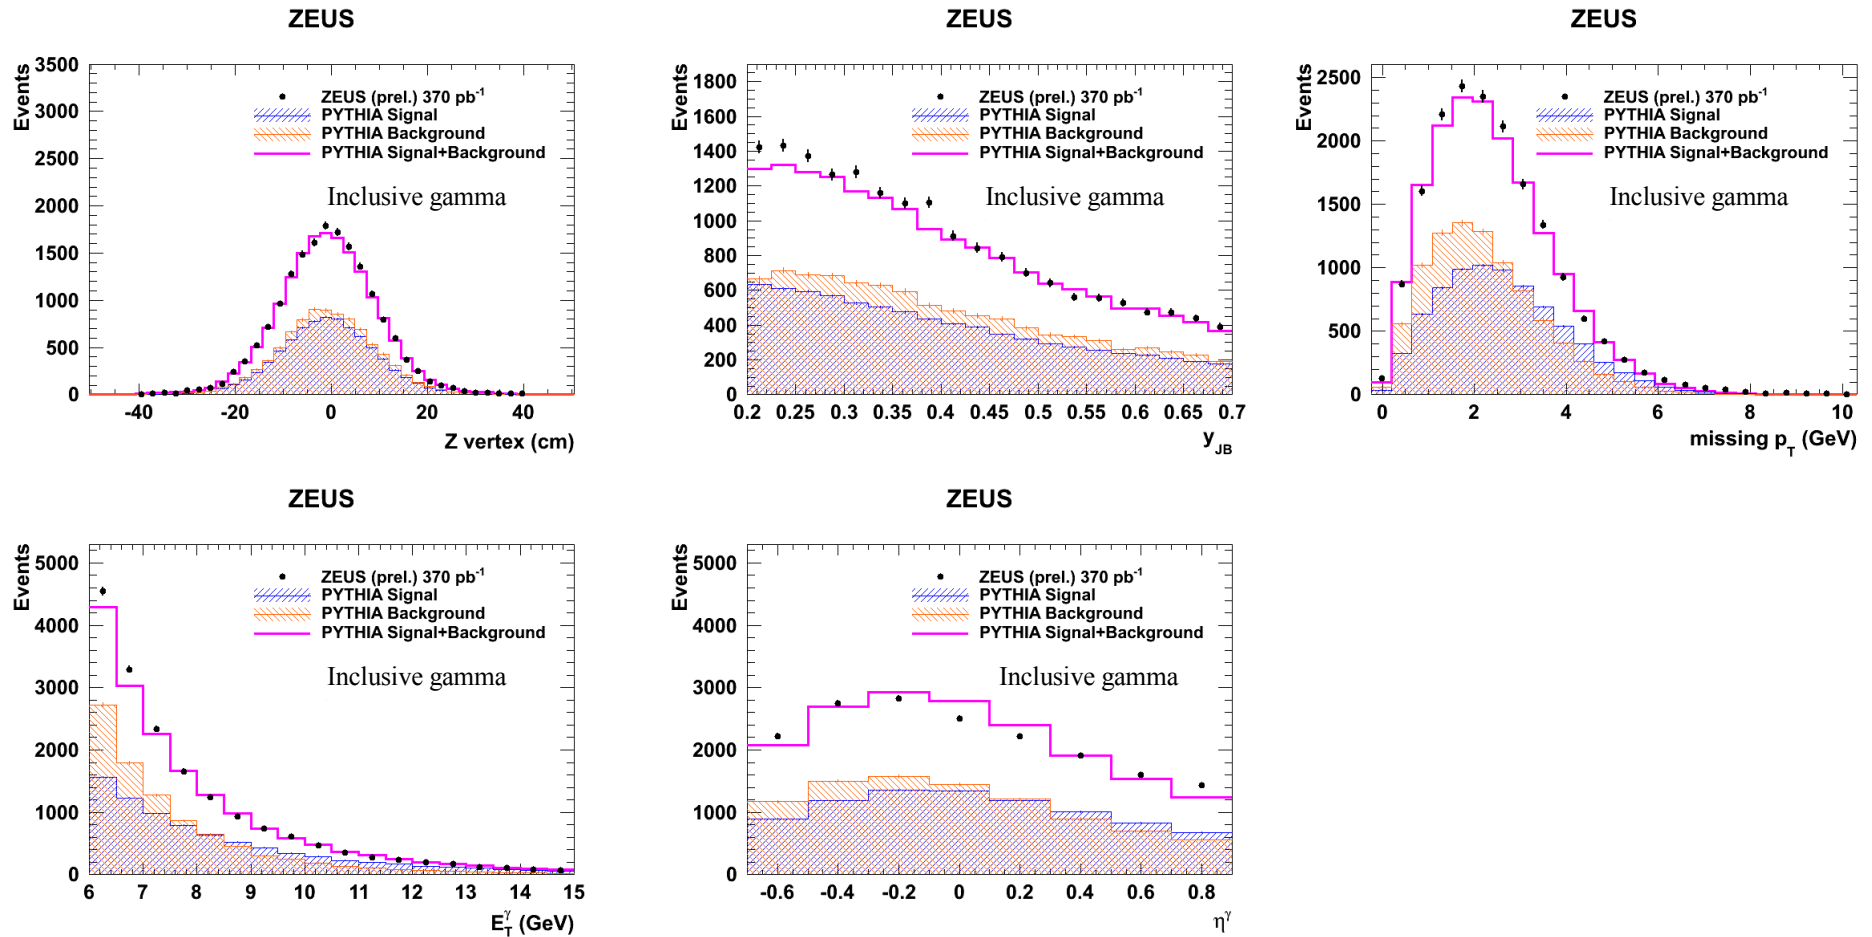 ZEUS
Events
3500
3000
2500
2000
1500
1000
500
0
ZEUS (prel.) 370 pb-1
PYTHIA Signal
PYTHIA Background
PYTHIA Signal+Background
Inclusive gamma
-40 -20 0 20 40
Z vertex (cm)
ZEUS
Events
1800
1600
1400
1200
1000
800
600
400
200
0
ZEUS (prel.) 370 pb-1
PYTHIA Signal
PYTHIA Background
PYTHIA Signal+Background
Inclusive gamma
0.2 0.25 0.3 0.35 0.4 0.45 0.5 0.55 0.6 0.65 0.7
yJB
ZEUS
Events
2500
2000
1500
1000
500
0
ZEUS (prel.) 370 pb-1
PYTHIA Signal
PYTHIA Background
PYTHIA Signal+Background
Inclusive gamma
0 2 4 6 8 10
missing pT (GeV)
ZEUS
Events
5000
4000
3000
2000
1000
0
ZEUS (prel.) 370 pb-1
PYTHIA Signal
PYTHIA Background
PYTHIA Signal+Background
Inclusive gamma
6 7 8 9 10 11 12 13 14 15
ETγ (GeV)
ZEUS
Events
5000
4000
3000
2000
1000
0
ZEUS (prel.) 370 pb-1
PYTHIA Signal
PYTHIA Background
PYTHIA Signal+Background
Inclusive gamma
-0.6 -0.4 -0.2 0 0.2 0.4 0.6 0.8
ηγ